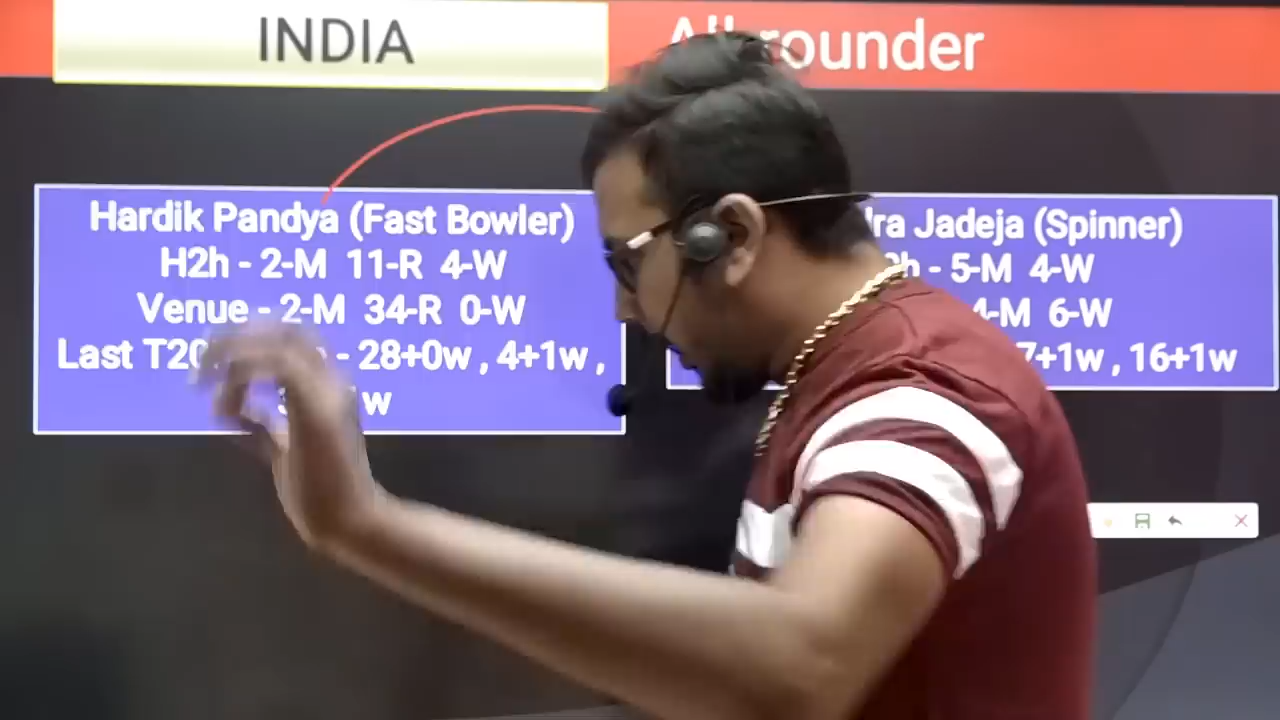 INDIA
rounder
Hardik Pandya (Fast Bowler)
H2h - 2-M 11-R 4-W
Venue - 2-M 34-R 0-W
Last - 28+0w , 4+1w ,
w
Jadeja (Spinner)
- 5-M 4-W
4-M 6-W
7+1w , 16+1w